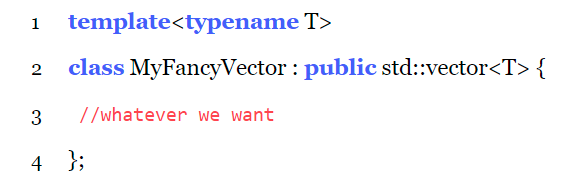 1 template<typename T>
2 class MyFancyVector : public std::vector<T> {
3 //whatever we want
4 };